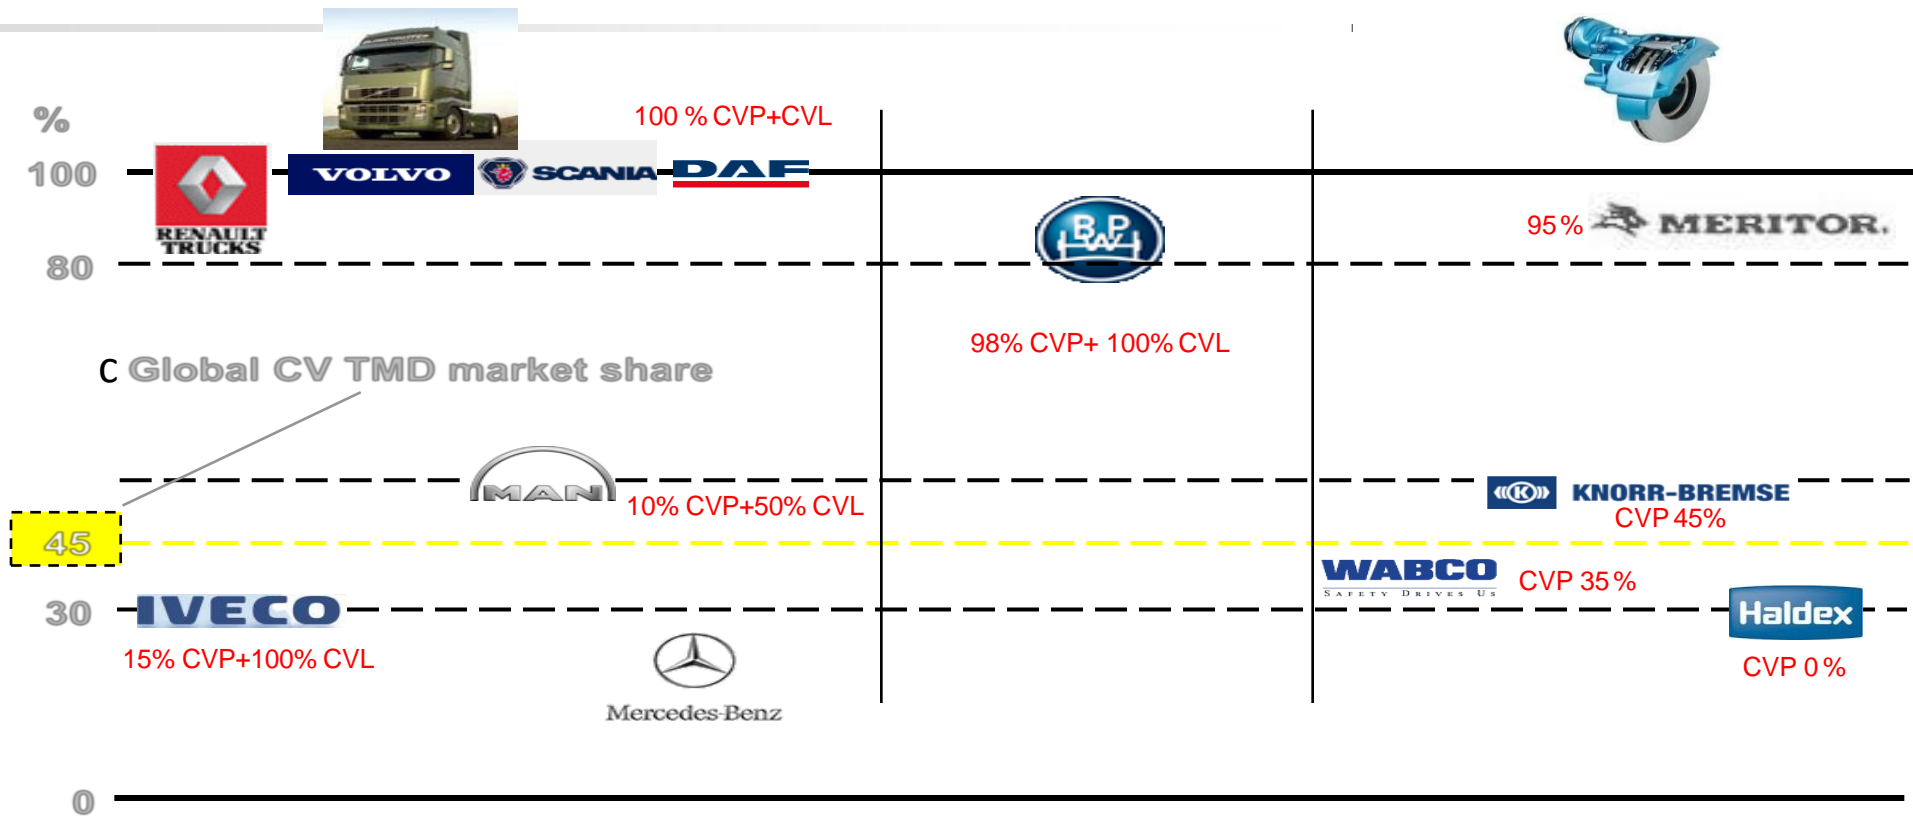 %
100 % CVP+CVL
100
RENAULT
TRUCKS
VOLVO
SCANIA
DAF
BPW
95 %
MERITOR.
80
98% CVP+ 100% CVL
C Global CV TMD market share
MAN
10% CVP+50% CVL
KNORR-BREMSE
CVP 45%
45
WABCO
SAFETY DRIVES US
CVP 35 %
30
IVECO
Haldex
15% CVP+100% CVL
CVP 0 %
Mercedes-Benz
0